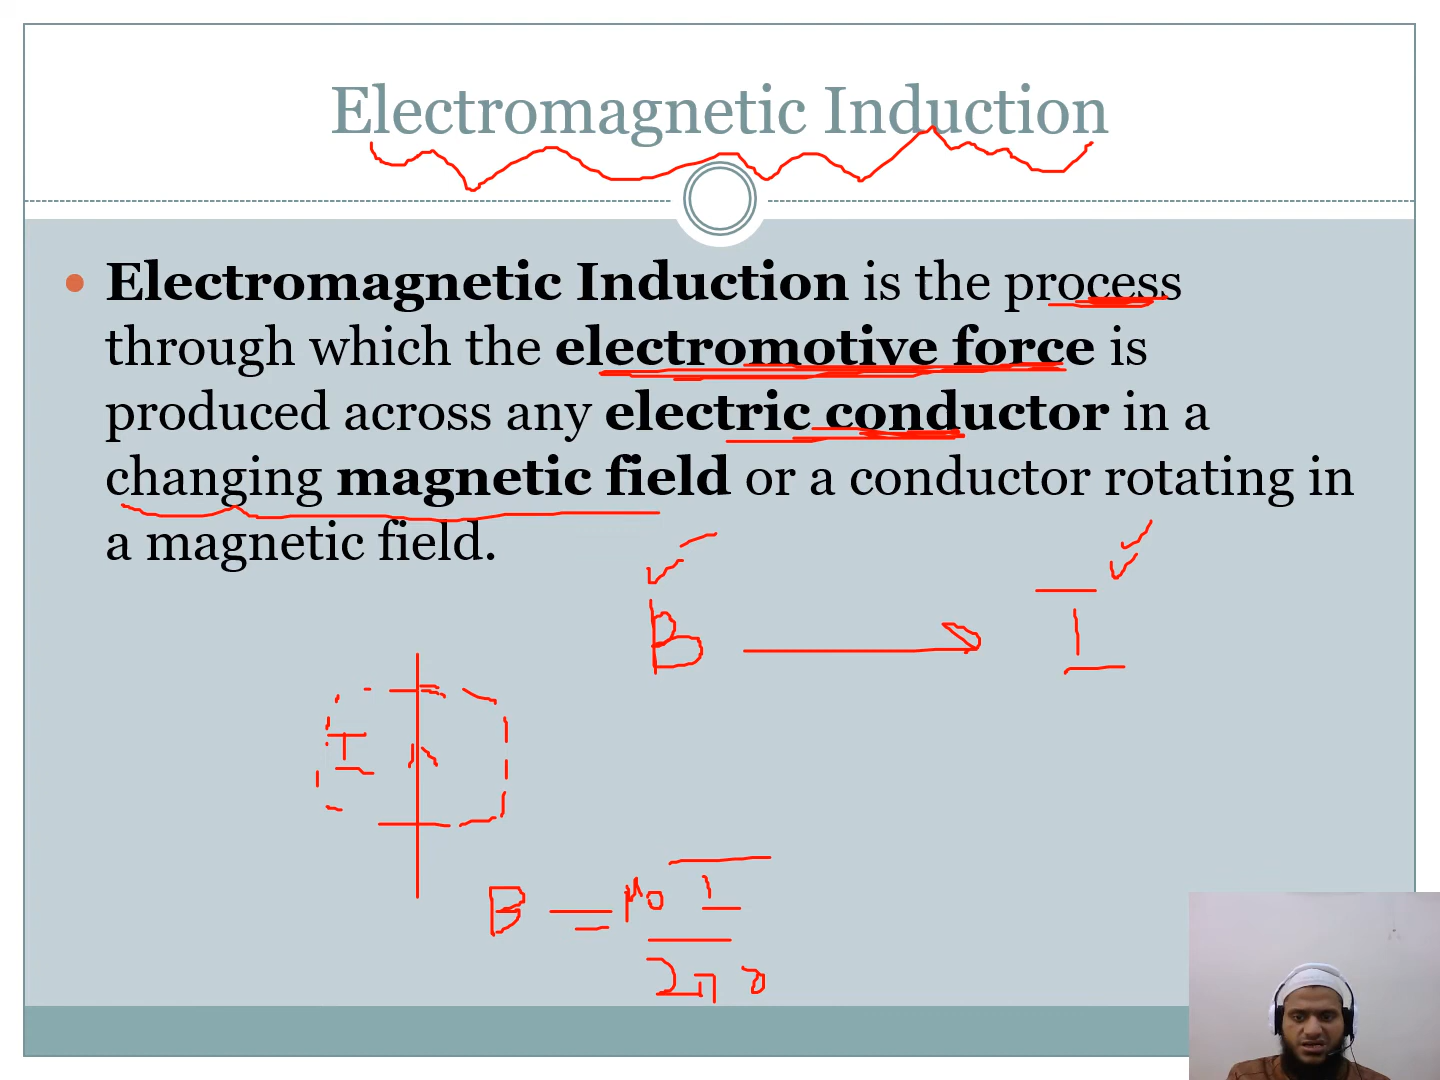 Electromagnetic Induction
• Electromagnetic Induction is the process
through which the electromotive force is
produced across any electric conductor in a
changing magnetic field or a conductor rotating in
a magnetic field.
B → I
I
B = μ0 I
2π